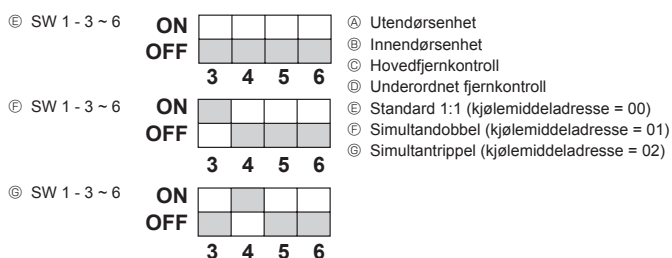 Ⓔ SW 1 - 3 ~ 6
ON
OFF
3 4 5 6
Ⓕ SW 1 - 3 ~ 6
ON
OFF
3 4 5 6
Ⓖ SW 1 - 3 ~ 6
ON
OFF
3 4 5 6
Ⓐ Utendørsenhet
Ⓑ Innendørsenhet
Ⓒ Hovedfjernkontroll
Ⓓ Underordnet fjernkontroll
Ⓔ Standard 1:1 (kjølemiddeladresse = 00)
Ⓕ Simultandobbel (kjølemiddeladresse = 01)
Ⓖ Simultantrippel (kjølemiddeladresse = 02)